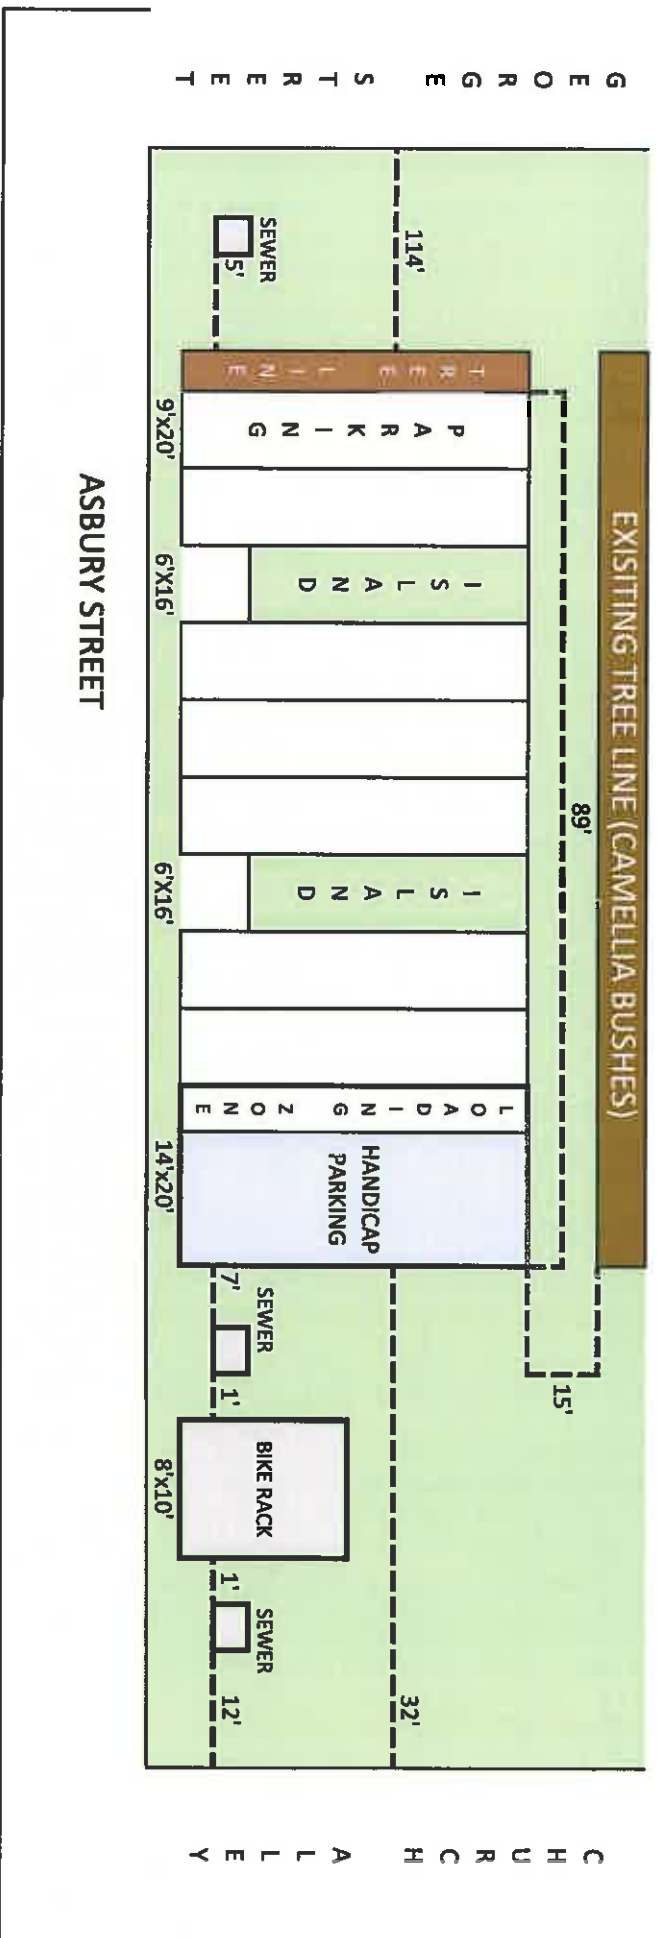 GEORGE STREET
EXISITING TREE LINE (CAMELLIA BUSHES)
89'
15'
114'
TREE LINE
PARKING
ISLAND
ISLAND
LOADING ZONE
HANDICAP
PARKING
32'
SEWER
5'
7'
SEWER
1'
BIKE RACK
1'
SEWER
12'
9'x20'
6'X16'
6'X16'
14'x20'
8'x10'
ASBURY STREET
CHURCH ALLEY